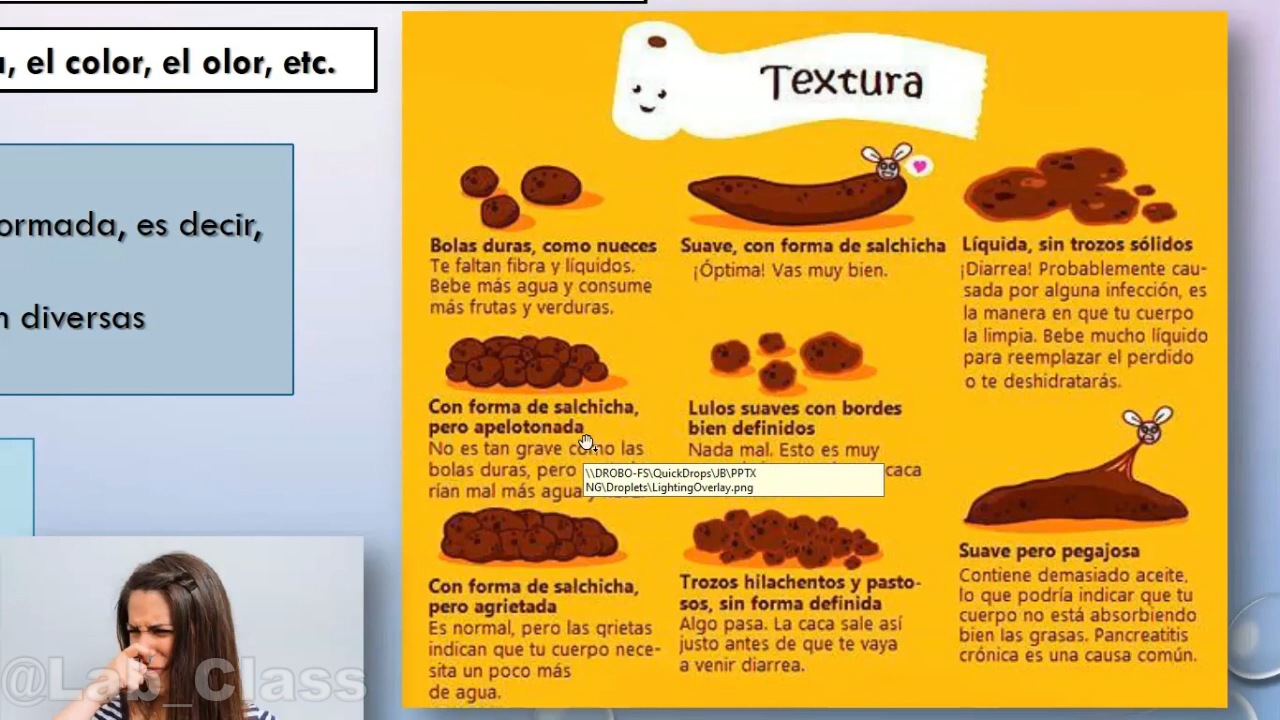 , el color, el olor, etc.
ormada, es decir,
n diversas
Textura
Bolas duras, como nueces
Te faltan fibra y líquidos.
Bebe más agua y consume
más frutas y verduras.
Suave, con forma de salchicha
¡Óptima! Vas muy bien.
Líquida, sin trozos sólidos
¡Diarrea! Probablemente cau-
sada por alguna infección, es
la manera en que tu cuerpo
la limpia. Bebe mucho líquido
para reemplazar el perdido
o te deshidratarás.
Con forma de salchicha,
pero apelotonada
No es tan grave como las
bolas duras, pero
rían mal más agua
Lulos suaves con bordes
bien definidos
Nada mal. Esto es muy
caca
\\DROBO-FS\QuickDrops\JB\PPTX
NG\Droplets\LightingOverlay.png
Con forma de salchicha,
pero agrietada
Es normal, pero las grietas
indican que tu cuerpo nece-
sita un poco más
de agua.
Trozos hilachentos y pasto-
sos, sin forma definida
Algo pasa. La caca sale así
justo antes de que te vaya
a venir diarrea.
Suave pero pegajosa
Contiene demasiado aceite,
lo que podría indicar que tu
cuerpo no está absorbiendo
bien las grasas. Pancreatitis
crónica es una causa común.
@Lab_Class